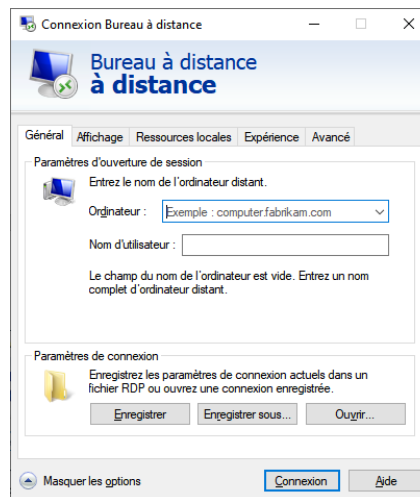 Connexion Bureau à distance
Bureau à distance
à distance
Général Affichage Ressources locales Expérience Avancé
Paramètres d'ouverture de session
Entrez le nom de l'ordinateur distant.
Ordinateur : Exemple : computer.fabrikam.com
Nom d'utilisateur :
Le champ du nom de l'ordinateur est vide. Entrez un nom
complet d'ordinateur distant.
Paramètres de connexion
Enregistrez les paramètres de connexion actuels dans un
fichier RDP ou ouvrez une connexion enregistrée.
Enregistrer Enregistrer sous... Ouvrir...
Masquer les options Connexion Aide